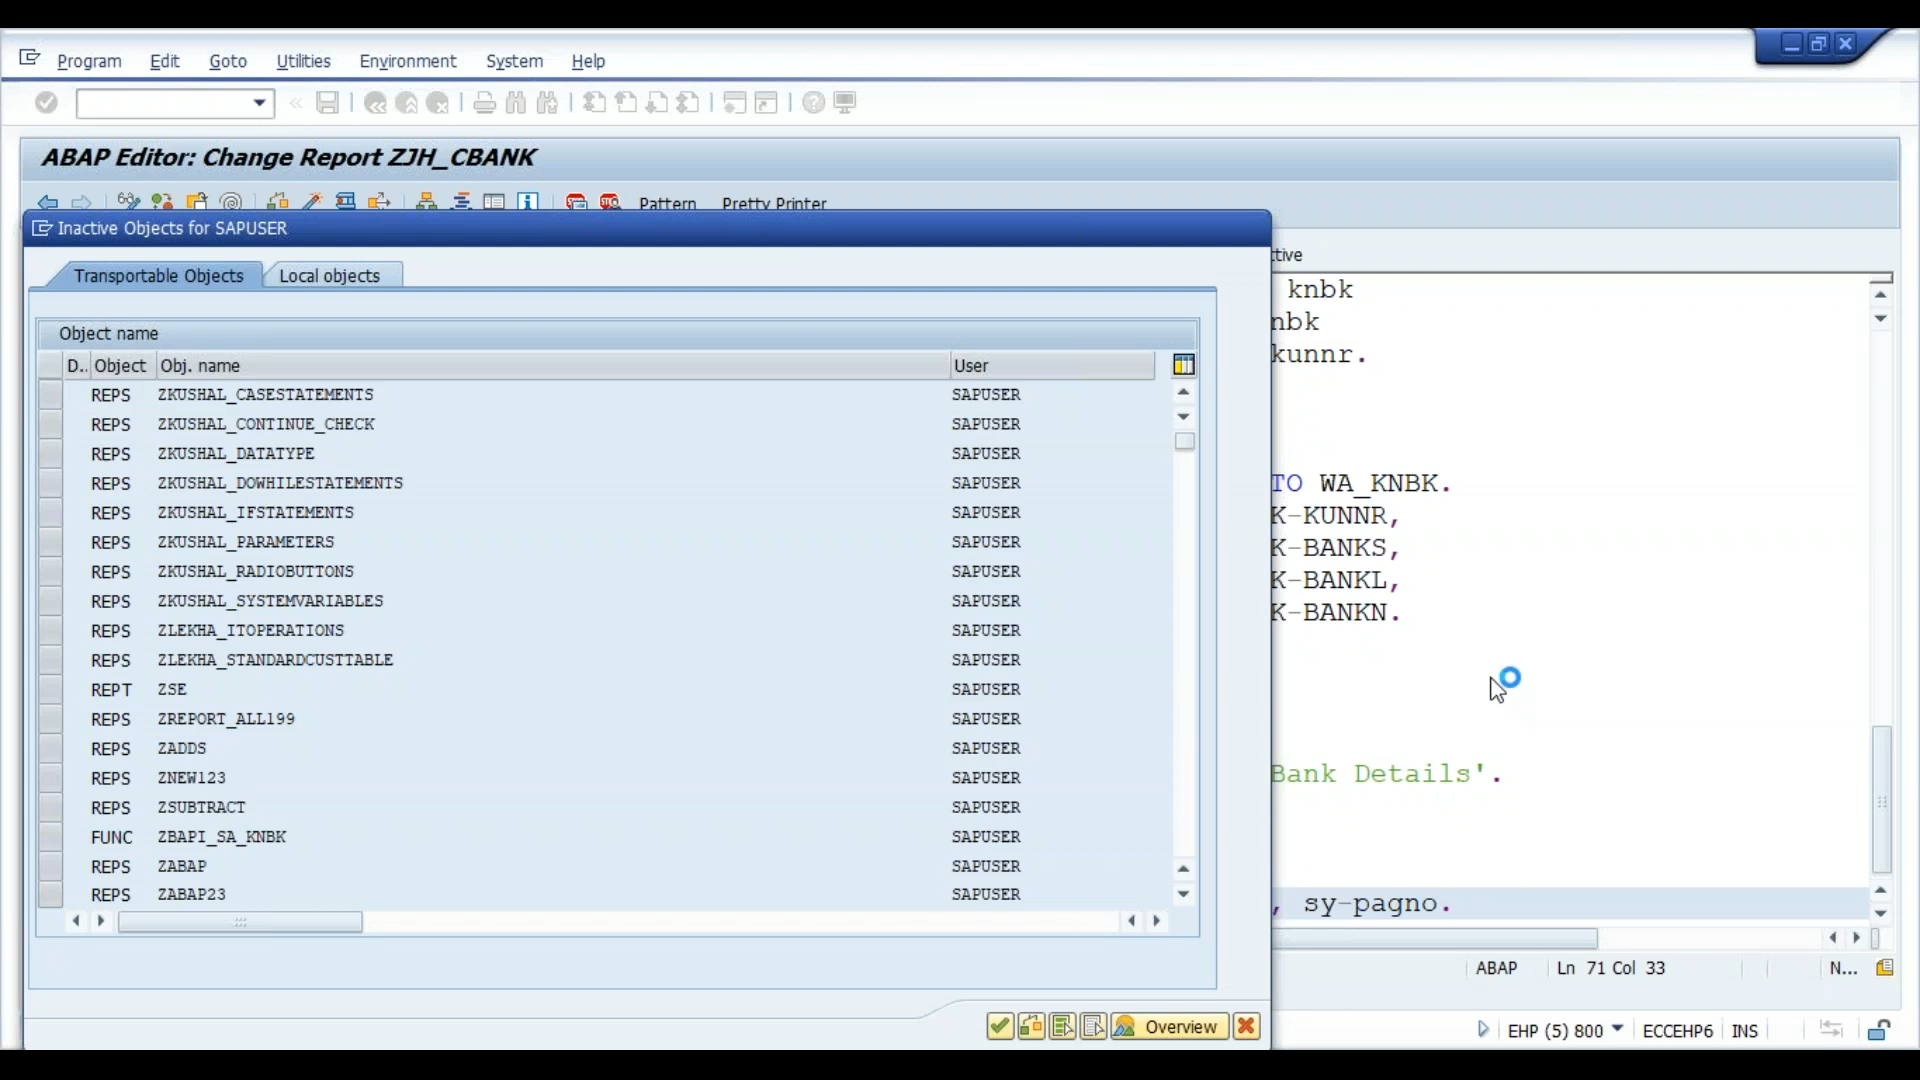 Program Edit Goto Utilities Environment System Help
ABAP Editor: Change Report ZJH_CBANK
Pattern Pretty Printer
Inactive Objects for SAPUSER
Transportable Objects Local objects
Object name
D.. Object Obj. name User
REPS ZKUSHAL_CASESTATEMENTS SAPUSER
REPS ZKUSHAL_CONTINUE_CHECK SAPUSER
REPS ZKUSHAL_DATATYPE SAPUSER
REPS ZKUSHAL_DOWHILESTATEMENTS SAPUSER
REPS ZKUSHAL_IFSTATEMENTS SAPUSER
REPS ZKUSHAL_PARAMETERS SAPUSER
REPS ZKUSHAL_RADIOBUTTONS SAPUSER
REPS ZKUSHAL_SYSTEMVARIABLES SAPUSER
REPS ZLEKHA_ITOPERATIONS SAPUSER
REPS ZLEKHA_STANDARDCUSTTABLE SAPUSER
REPT ZSE SAPUSER
REPS ZREPORT_ALL199 SAPUSER
REPS ZADDS SAPUSER
REPS ZNEW123 SAPUSER
REPS ZSUBTRACT SAPUSER
FUNC ZBAPI_SA_KNBK SAPUSER
REPS ZABAP SAPUSER
REPS ZABAP23 SAPUSER
Overview
ctive
knbk
nbk
kunnr.
TO WA_KNBK.
K-KUNNR,
K-BANKS,
K-BANKL,
K-BANKN.
Bank Details'.
, sy-pagno.
ABAP Ln 71 Col 33 N...
EHP (5) 800 ECCEHP6 INS